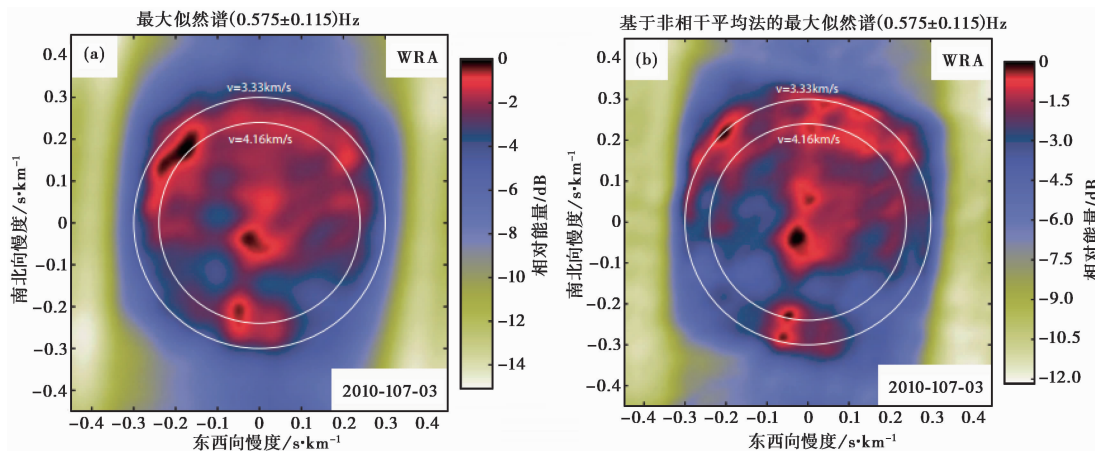 最大似然谱(0.575±0.115)Hz
(a)
WRA
v=3.33km/s
v=4.16km/s
2010-107-03
0.4
0.3
0.2
0.1
0
-0.1
-0.2
-0.3
-0.4
南北向慢度/s·km⁻¹
-0.4 -0.3 -0.2 -0.1 0 0.1 0.2 0.3 0.4
东西向慢度/s·km⁻¹
0
-2
-4
-6
-8
-10
-12
-14
相对能量/dB
基于非相干平均法的最大似然谱(0.575±0.115)Hz
(b)
WRA
v=3.33km/s
v=4.16km/s
2010-107-03
0.4
0.3
0.2
0.1
0
-0.1
-0.2
-0.3
-0.4
南北向慢度/s·km⁻¹
-0.4 -0.3 -0.2 -0.1 0 0.1 0.2 0.3 0.4
东西向慢度/s·km⁻¹
0
-1.5
-3.0
-4.5
-6.0
-7.5
-9.0
-10.5
-12.0
相对能量/dB